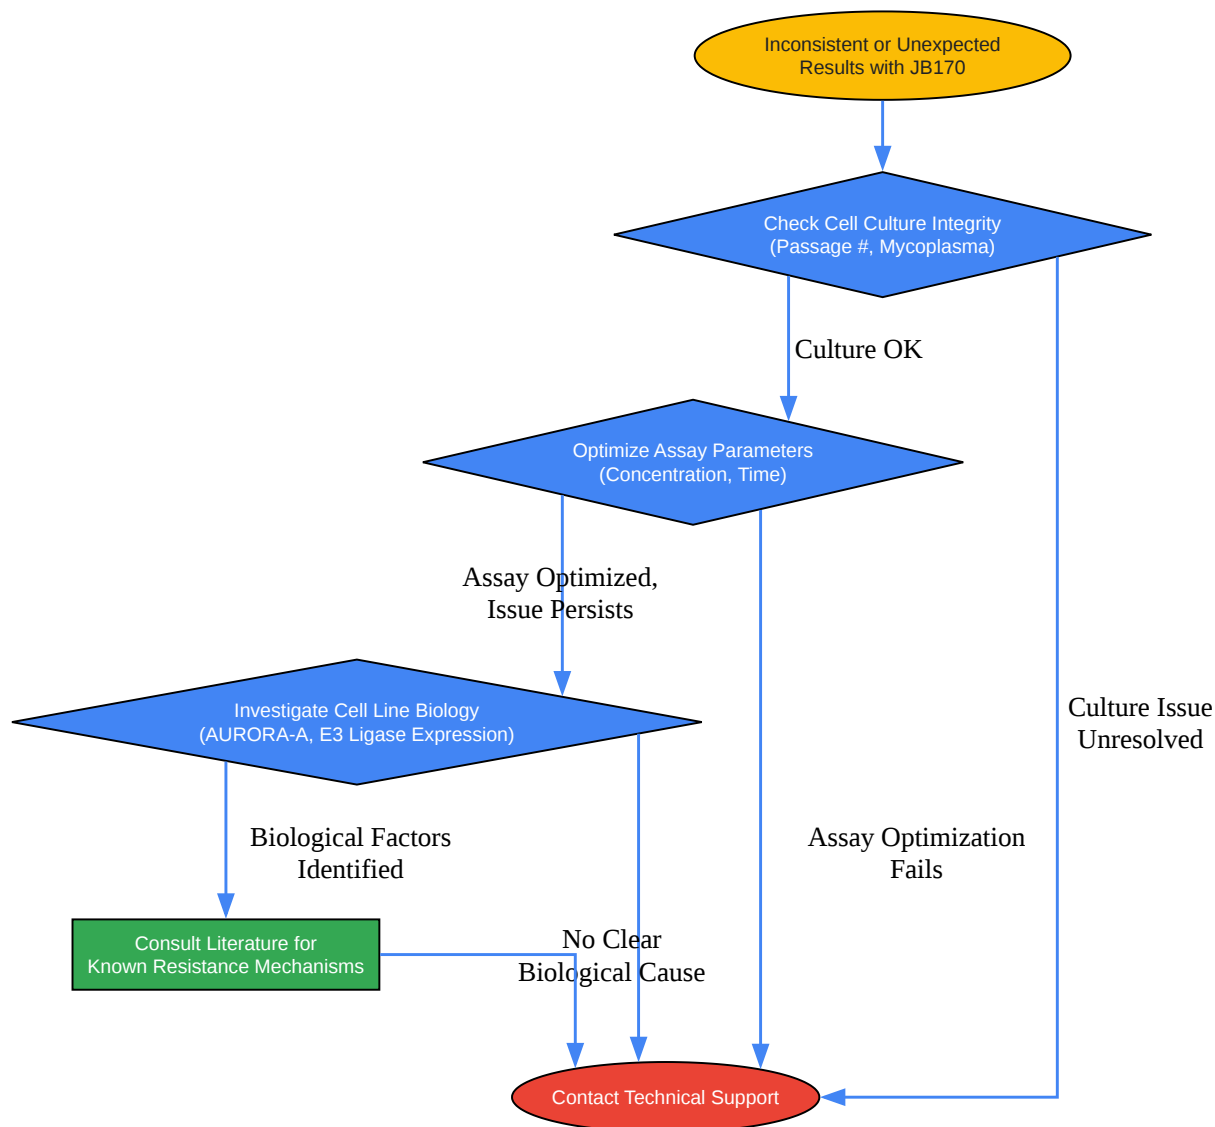 Inconsistent or Unexpected
Results with JB170
Check Cell Culture Integrity
(Passage #, Mycoplasma)
Culture OK
Optimize Assay Parameters
(Concentration, Time)
Assay Optimized,
Issue Persists
Investigate Cell Line Biology
(AURORA-A, E3 Ligase Expression)
Culture Issue
Unresolved
Biological Factors
Identified
Assay Optimization
Fails
Consult Literature for
Known Resistance Mechanisms
No Clear
Biological Cause
Contact Technical Support